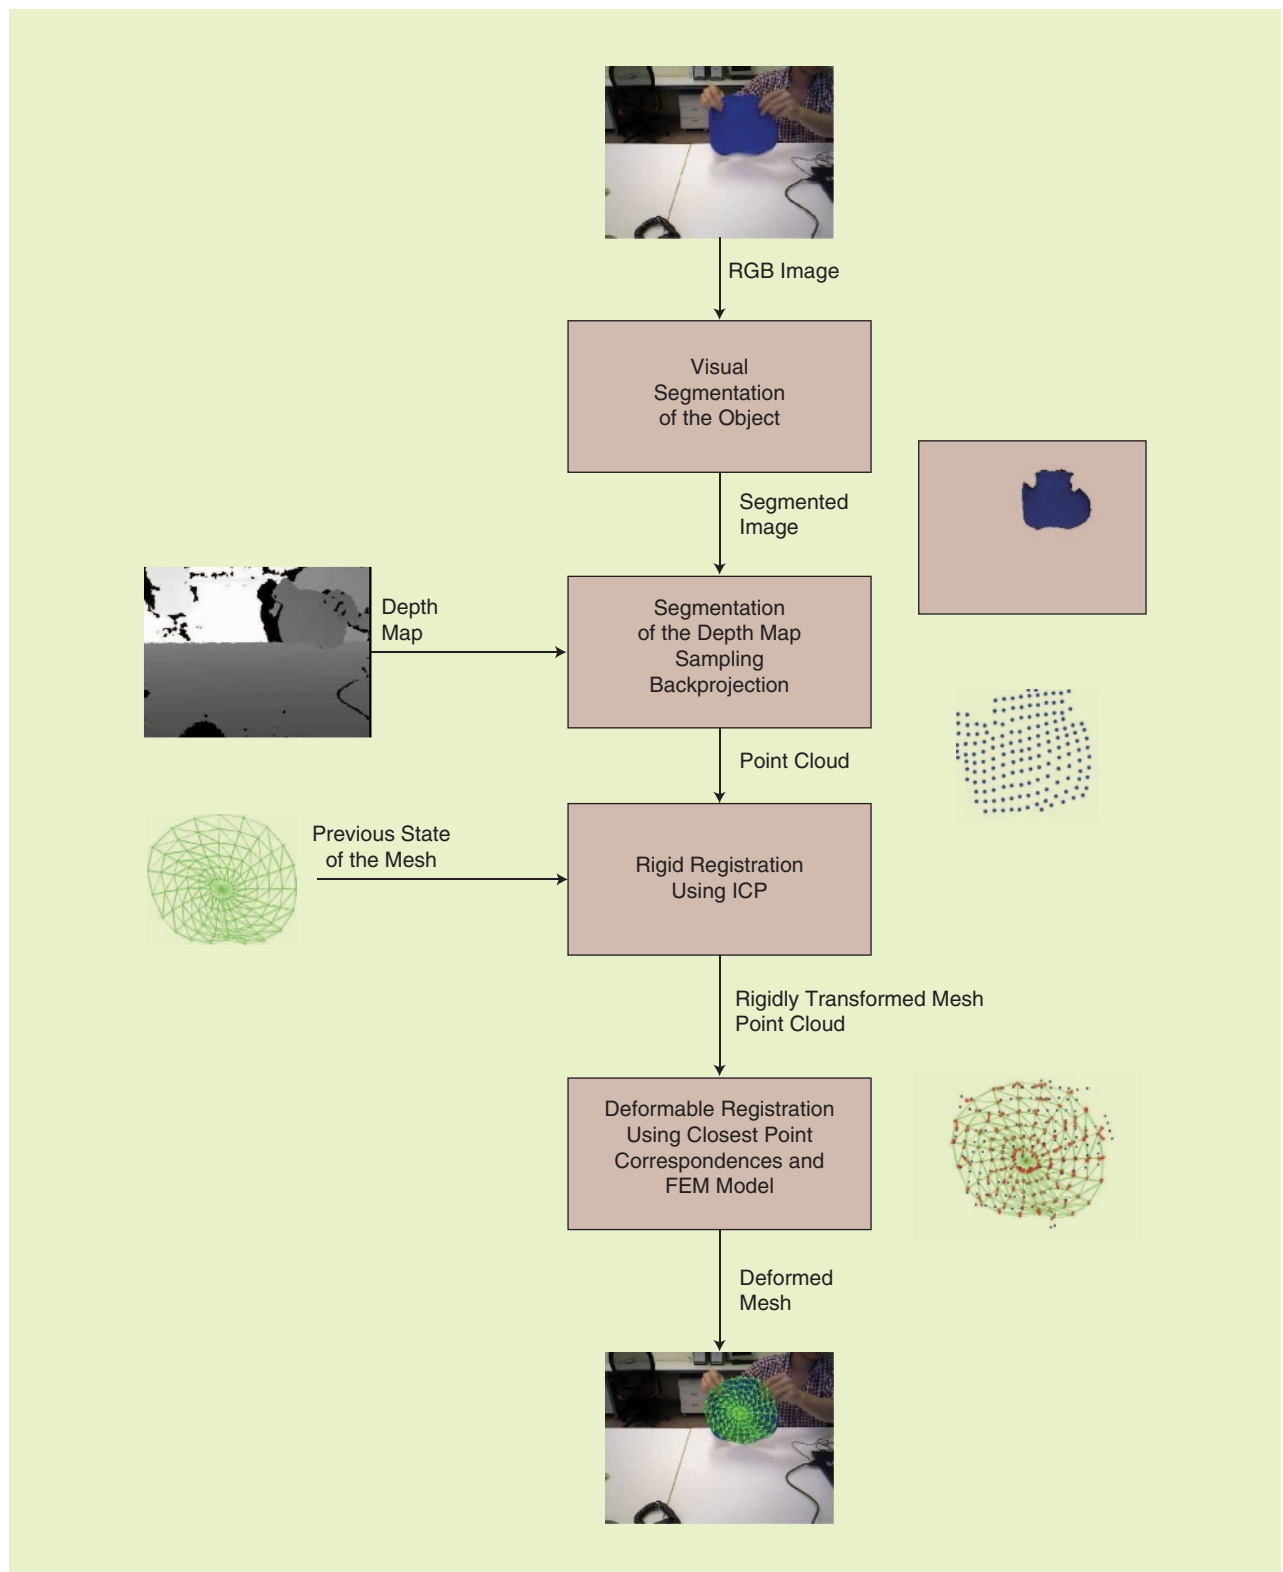 RGB Image
Visual
Segmentation
of the Object
Segmented
Image
Depth
Map
Segmentation
of the Depth Map
Sampling
Backprojection
Point Cloud
Previous State
of the Mesh
Rigid Registration
Using ICP
Rigidly Transformed Mesh
Point Cloud
Deformable Registration
Using Closest Point
Correspondences and
FEM Model
Deformed
Mesh